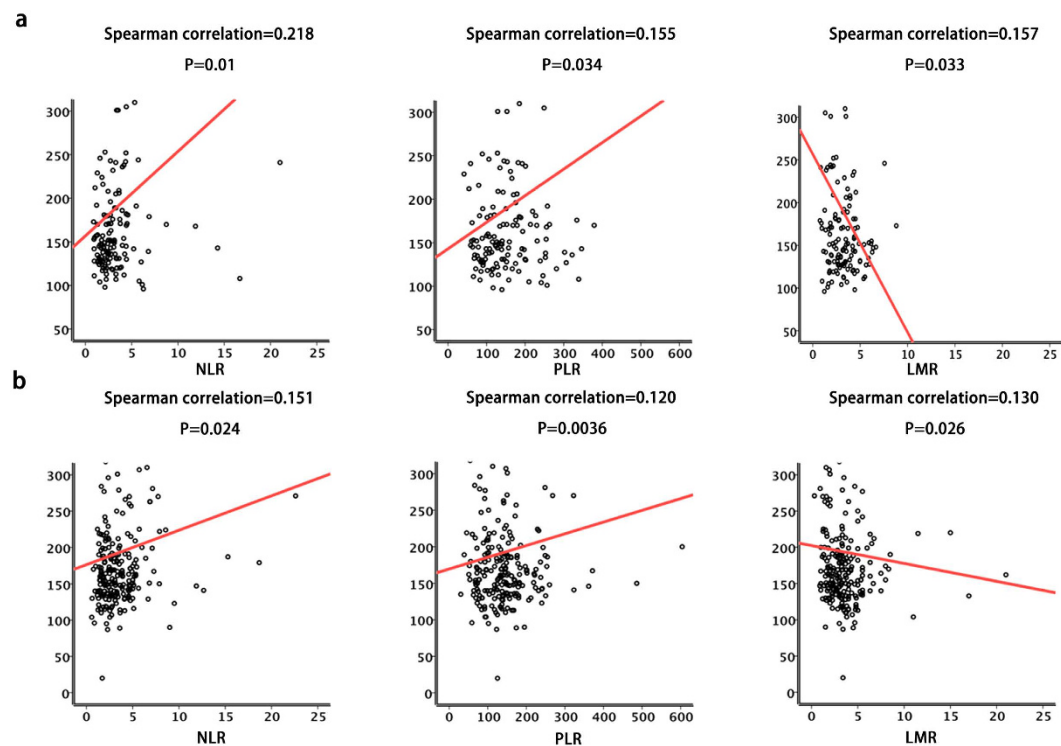 a
Spearman correlation=0.218
P=0.01
300
250
200
150
100
50
0 5 10 15 20 25
NLR
Spearman correlation=0.155
P=0.034
300
250
200
150
100
50
0 100 200 300 400 500 600
PLR
Spearman correlation=0.157
P=0.033
300
250
200
150
100
50
0 5 10 15 20 25
LMR
b
Spearman correlation=0.151
P=0.024
300
250
200
150
100
50
0
0 5 10 15 20 25
NLR
Spearman correlation=0.120
P=0.0036
300
250
200
150
100
50
0
0 100 200 300 400 500 600
PLR
Spearman correlation=0.130
P=0.026
300
250
200
150
100
50
0
0 5 10 15 20 25
LMR